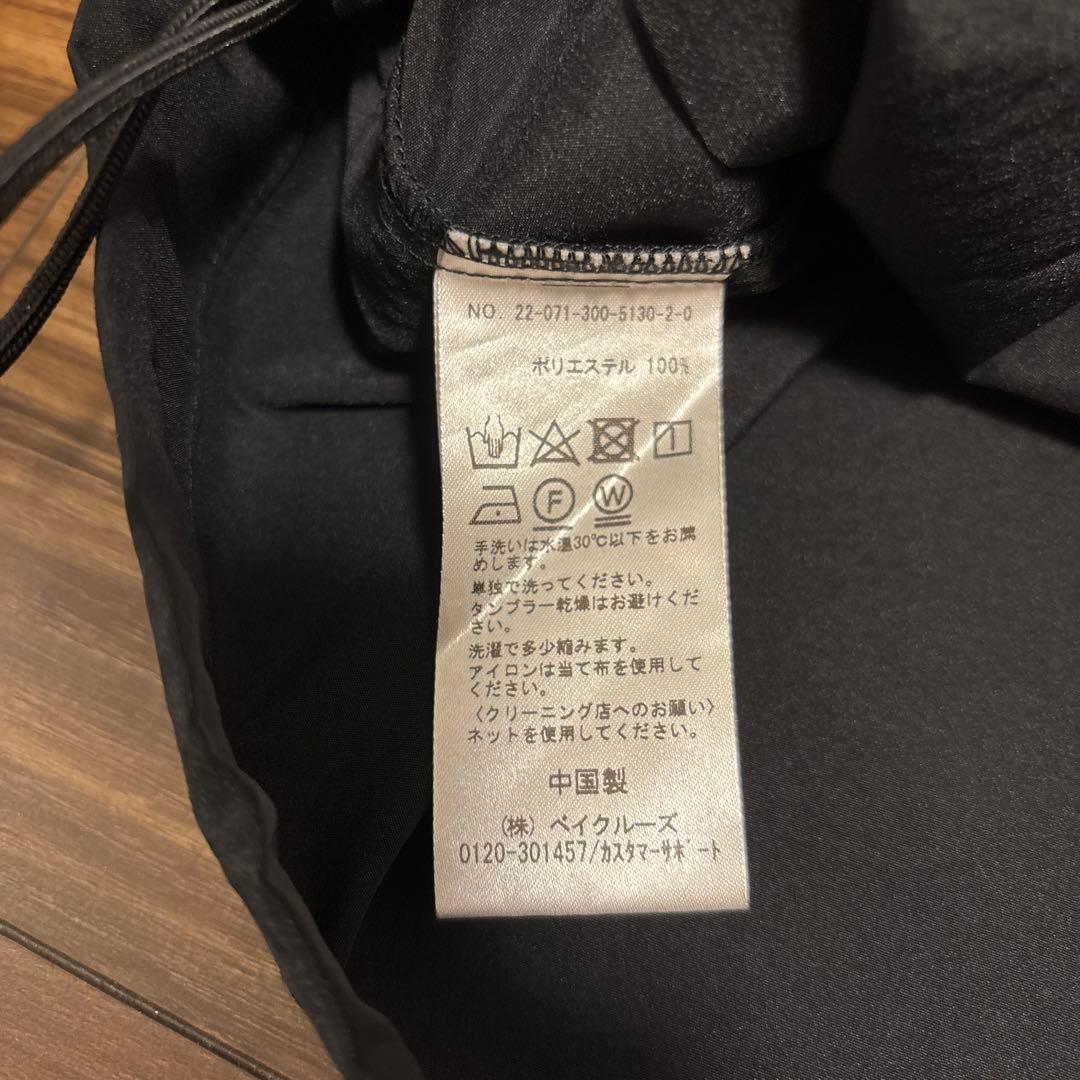 NO. 22-071-300-5130-2-0
ポリエステル 100%
F W
手洗いは水温30℃以下をお薦
めします。
単独で洗ってください。
タンブラー乾燥はお避けくだ
さい。
洗濯で多少縮みます。
アイロンは当て布を使用して
ください。
〈クリーニング店へのお願い〉
ネットを使用してください。
中国製
(株) ベイクルーズ
0120-301457/ｶｽﾀﾏｰｻﾎﾟｰﾄ